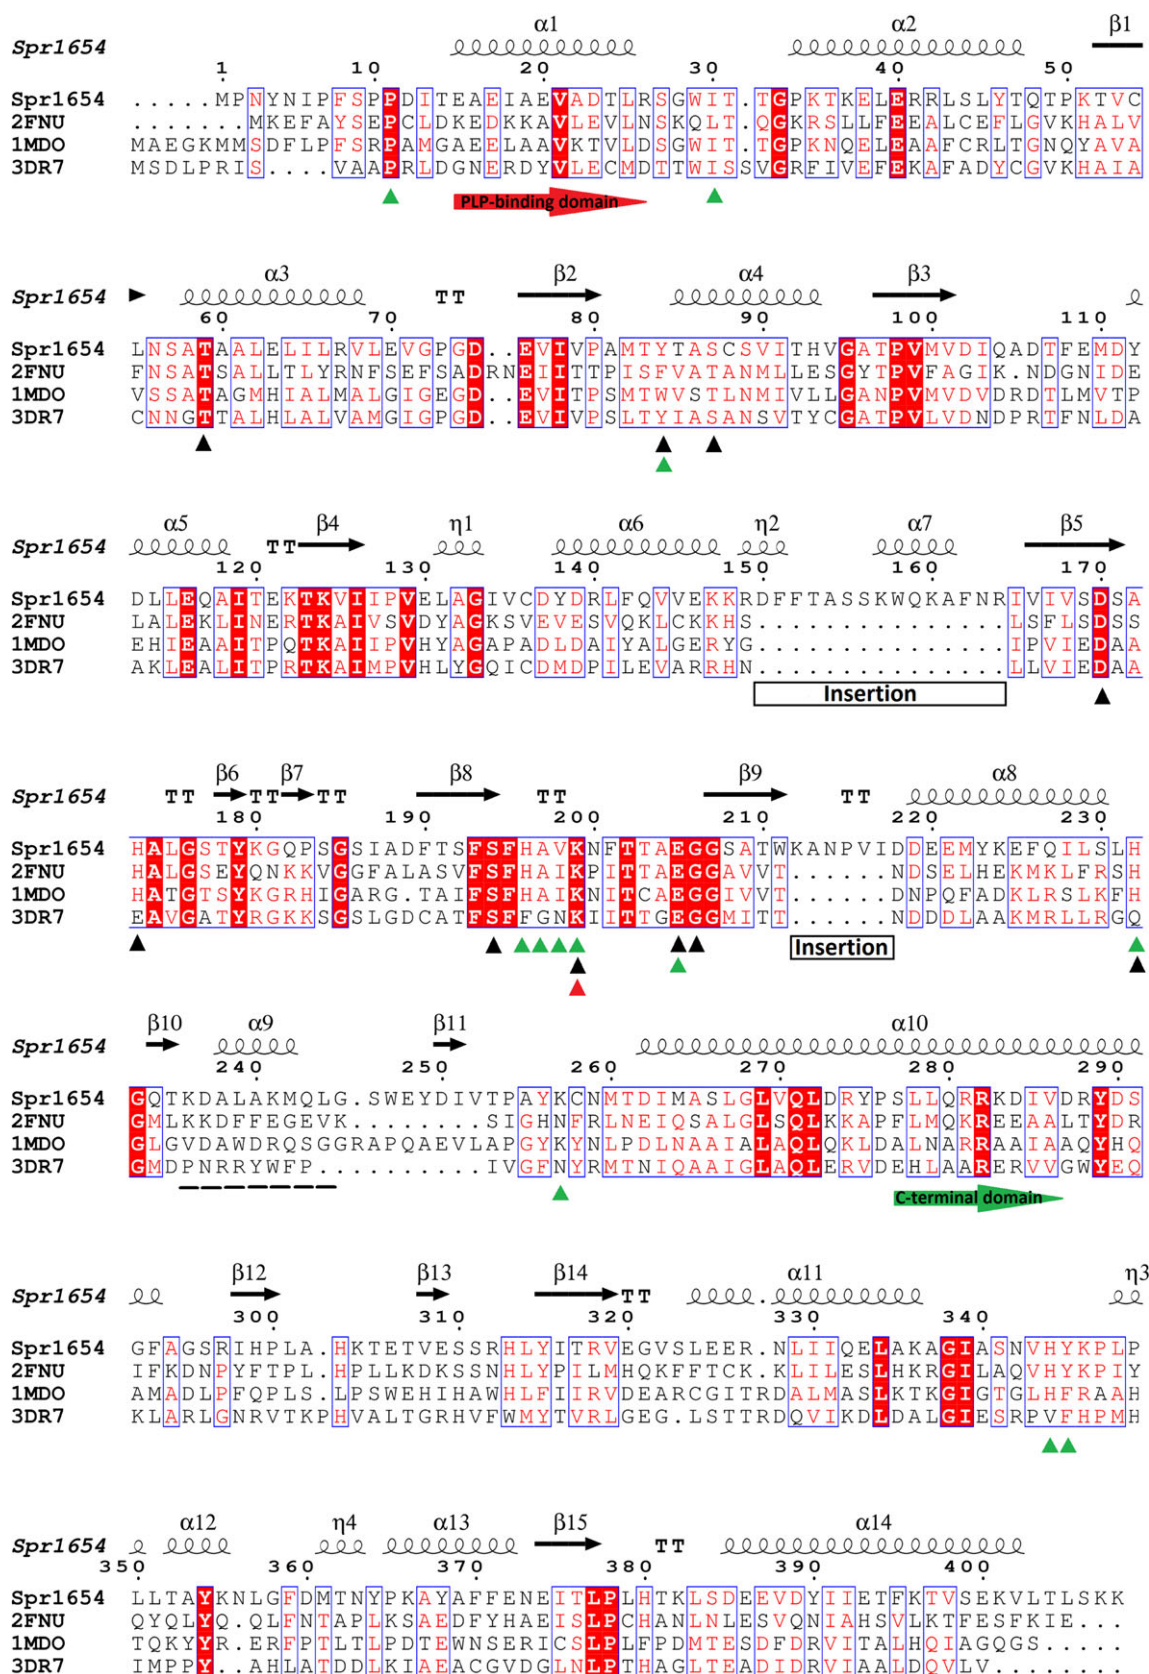 α1 α2 β1
Spr1654
1 10 20 30 40 50
Spr1654 .....MPNYNIPFSPPDITEAEIAEVADTLRSGWIT.TGPKTKELERRLSLYTQTPKTVC
2FNU .......MKEFAYSEPCLDKEDKKAVLEVLNSKQLT.QGKRSLLFEEALCEFLGVKHALV
1MDO MAEGKMMSDFLPFSRPAMGAEELAAVKTVLDSGWIT.TGPKNQELEAAFCRLTGNQYAVA
3DR7 MSDLPRIS....VAAPRLDGNERDYVLECMDTTWISSVGRFIVEFEKAFADYCGVKHAIA
PLP-binding domain
α3 TT β2 α4 β3
Spr1654
60 70 80 90 100 110
Spr1654 LNSATAALELILRVLEVGPGD..EVIVPAMTYTASCSVITHVGATPVMVDIQADTFEMDY
2FNU FNSATSALLTLYRNFSEFSADRNEIITTPISFVATANMLLESGYTPVFAGIK.NDGNIDE
1MDO VSSATAGMHIALMALGIGEGD..EVITPSMTWVSTLNMIVLLGANPVMVDVDRDTLMVTP
3DR7 CNNGTTALHLALVAMGIGPGD..EVIVPSLTYIASANSVTYCGATPVLVDNDPRTFNLDA
α5 TT β4 η1 α6 η2 α7 β5
Spr1654
120 130 140 150 160 170
Spr1654 DLLEQAITEKTKVIIPVELAGIVCDYDRLFQVVEKKRDFFTASSKWQKAFNRIVIVSDSA
2FNU LALEKLINERTKAIVSVDYAGKSVEVESVQKLCKKHS...............LSFLSDSS
1MDO EHIEAAITPQTKAIIPVHYAGAPADLDAIYALGERYG...............IPVIEDAA
3DR7 AKLEALITPRTKAIMPVHLYGQICDMDPILEVARRHN...............LLVIEDAA
Insertion
TT β6 TT β7 TT β8 TT β9 TT α8
Spr1654
180 190 200 210 220 230
Spr1654 HALGSTYKGQPSGSIADFTSFSFHAVKNFTTAEGGSATWKANPVIDDEEMYKEFQILSLH
2FNU HALGSEYQNKKVGGFALASVFSFHAIKPITTAEGGAVVT......NDSELHEKMKLFRSH
1MDO HATGTSYKGRHIGARG.TAIFSFHAIKNITCAEGGIVVT......DNPQFADKLRSLKFH
3DR7 EAVGATYRGKKSGSLGDCATFSFFGNKIITTGEGGMITT......NDDDLAAKMRLLRGQ
Insertion
β10 α9 β11 α10
Spr1654
240 250 260 270 280 290
Spr1654 GQTKDALAKMQLG.SWEYDIVTPAYKCNMTDIMASLGLVQLDRYPSLLQRRKDIVDRYDS
2FNU GMLKKDFFEGEVK........SIGHNFRLNEIQSALGLSQLKKAPFLMQKREEAALTYDR
1MDO GLGVDAWDRQSGGRAPQAEVLAPGYKYNLPDLNAAIALAQLQKLDALNARRAAIAAQYHQ
3DR7 GMDPNRRYWFP..........IVGFNYRMTNIQAAIGLAQLERVDEHLAARERVVGWYEQ
C-terminal domain
β12 β13 β14 TT α11 η3
Spr1654
300 310 320 330 340
Spr1654 GFAGSRIHPLA.HKTETVESSRHLYITRVEGVSLEER.NLIIQELAKAGIASNVHYKPLP
2FNU IFKDNPYFTPL.HPLLKDKSSNHLYPILMHQKFFTCK.KLILESLHKRGILAQVHYKPIY
1MDO AMADLPFQPLS.LPSWEHIHAWHLFIIRVDEARCGITRDALMASLKTKGIGTGLHFRAAH
3DR7 KLARLGNRVTKPHVALTGRHVFWMYTVRLGEG.LSTTRDQVIKDLDALGIESRPVFHPMH
α12 η4 α13 β15 TT α14
Spr1654
350 360 370 380 390 400
Spr1654 LLTAYKNLGFDMTNYPKAYAFFENEITLPLHTKLSDEEVDYIIETFKTVSEKVLTLSKK
2FNU QYQLYQ.QLFNTAPLKSAEDFYHAEISLPCHANLNLESVQNIAHSVLKTFESFKIE...
1MDO TQKYYR.ERFPTLTLPDTEWNSERICSLPLFPDMTESDFDRVITALHQIAGQGS.....
3DR7 IMPPY..AHLATDDLKIAEACGVDGLNLPTHAGLTEADIDRVIAALDQVLV........